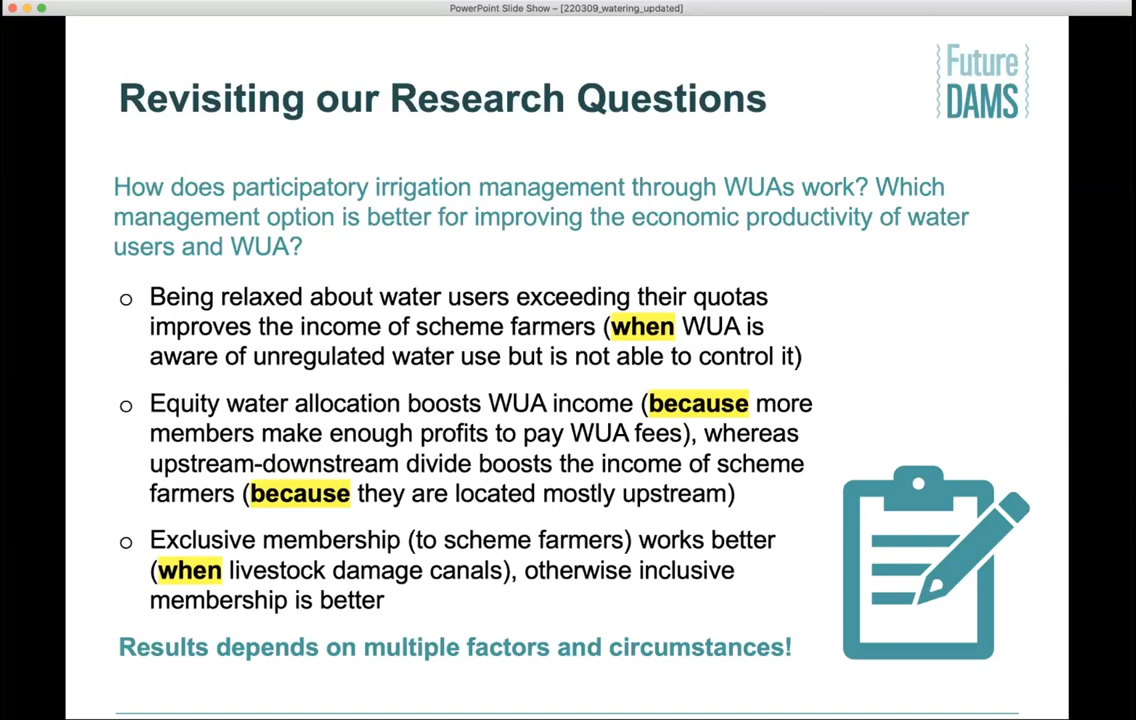 PowerPoint Slide Show – [220309_watering_updated]
Future
DAMS
Revisiting our Research Questions
How does participatory irrigation management through WUAs work? Which
management option is better for improving the economic productivity of water
users and WUA?
o Being relaxed about water users exceeding their quotas
improves the income of scheme farmers (when WUA is
aware of unregulated water use but is not able to control it)
o Equity water allocation boosts WUA income (because more
members make enough profits to pay WUA fees), whereas
upstream-downstream divide boosts the income of scheme
farmers (because they are located mostly upstream)
o Exclusive membership (to scheme farmers) works better
(when livestock damage canals), otherwise inclusive
membership is better
Results depends on multiple factors and circumstances!